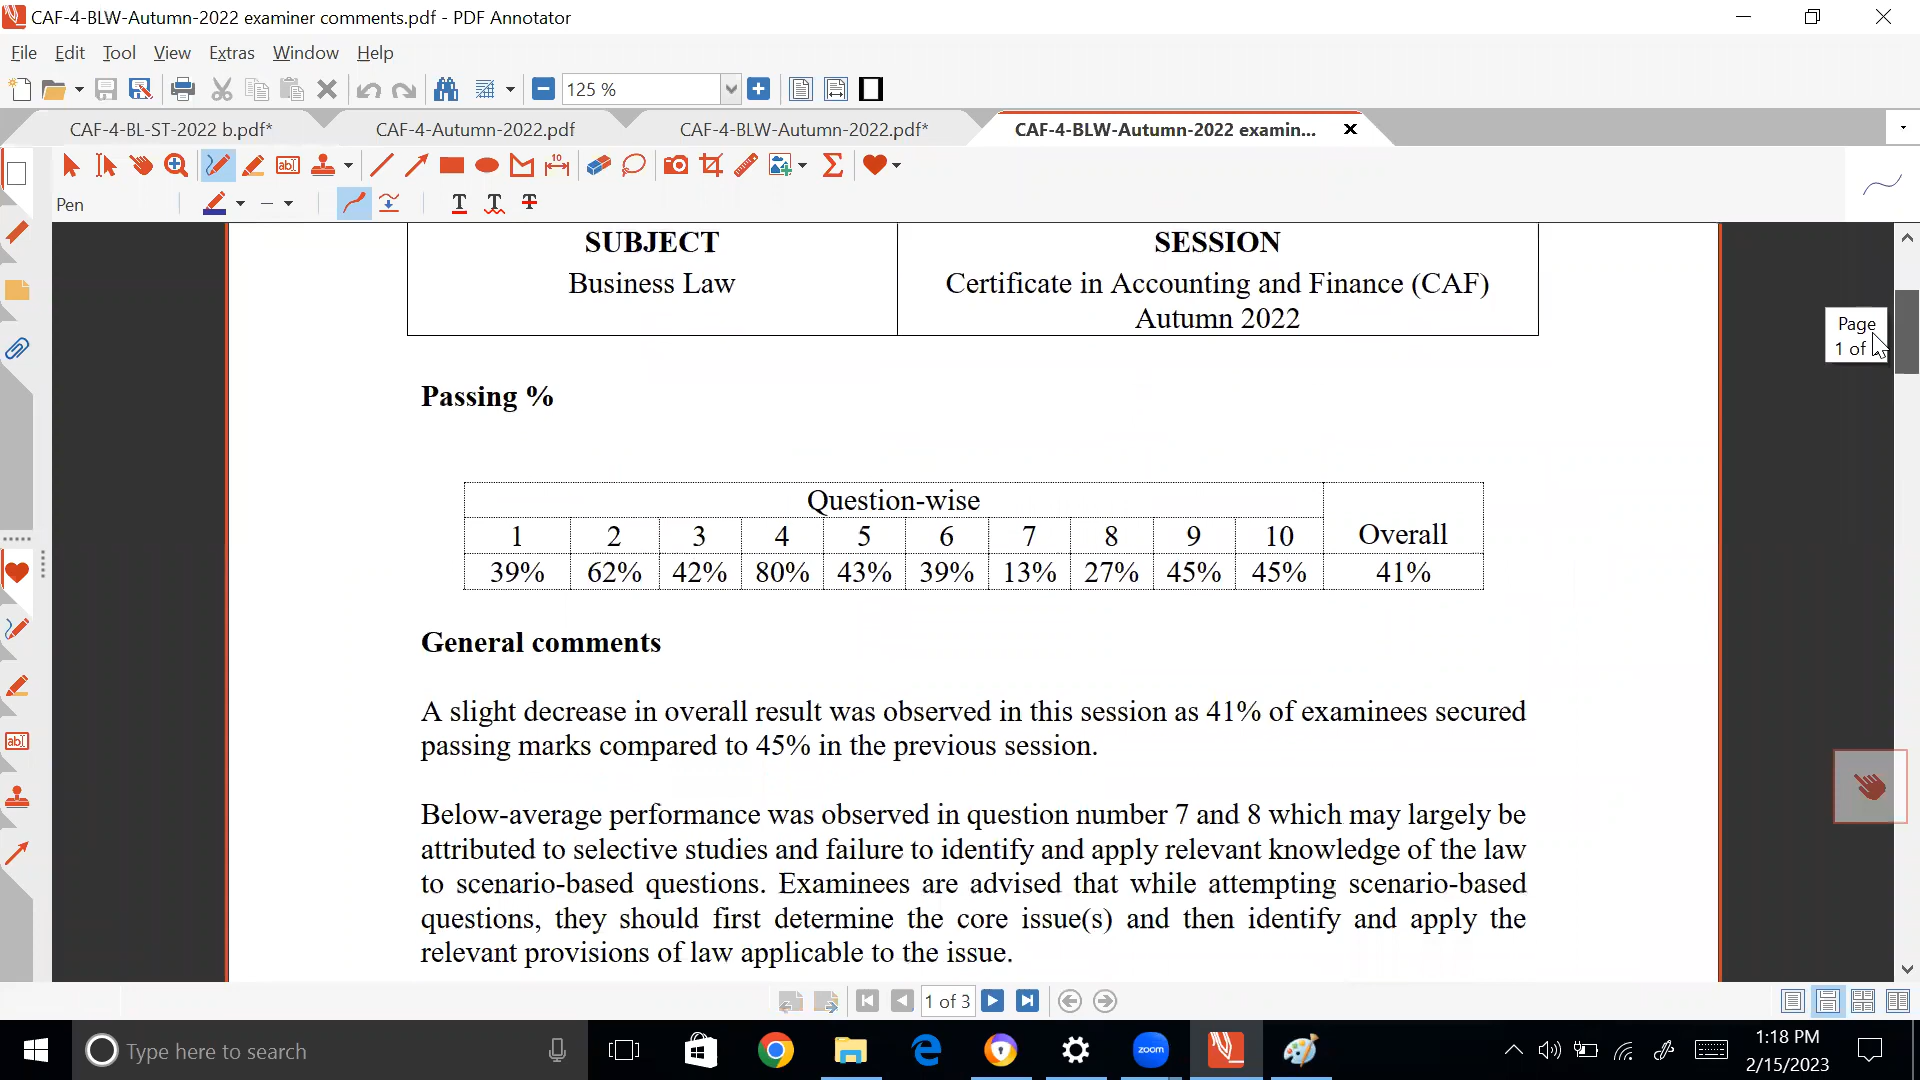 CAF-4-BLW-Autumn-2022 examiner comments.pdf - PDF Annotator
File Edit Tool View Extras Window Help
125 %
CAF-4-BL-ST-2022 b.pdf* CAF-4-Autumn-2022.pdf CAF-4-BLW-Autumn-2022.pdf* CAF-4-BLW-Autumn-2022 examin...
Pen
SUBJECT SESSION
Business Law Certificate in Accounting and Finance (CAF)
Autumn 2022
Page
1 of
Passing %
Question-wise
1 2 3 4 5 6 7 8 9 10 Overall
39% 62% 42% 80% 43% 39% 13% 27% 45% 45% 41%
General comments
A slight decrease in overall result was observed in this session as 41% of examinees secured
passing marks compared to 45% in the previous session.
Below-average performance was observed in question number 7 and 8 which may largely be
attributed to selective studies and failure to identify and apply relevant knowledge of the law
to scenario-based questions. Examinees are advised that while attempting scenario-based
questions, they should first determine the core issue(s) and then identify and apply the
relevant provisions of law applicable to the issue.
1 of 3
Type here to search
zoom
1:18 PM
2/15/2023